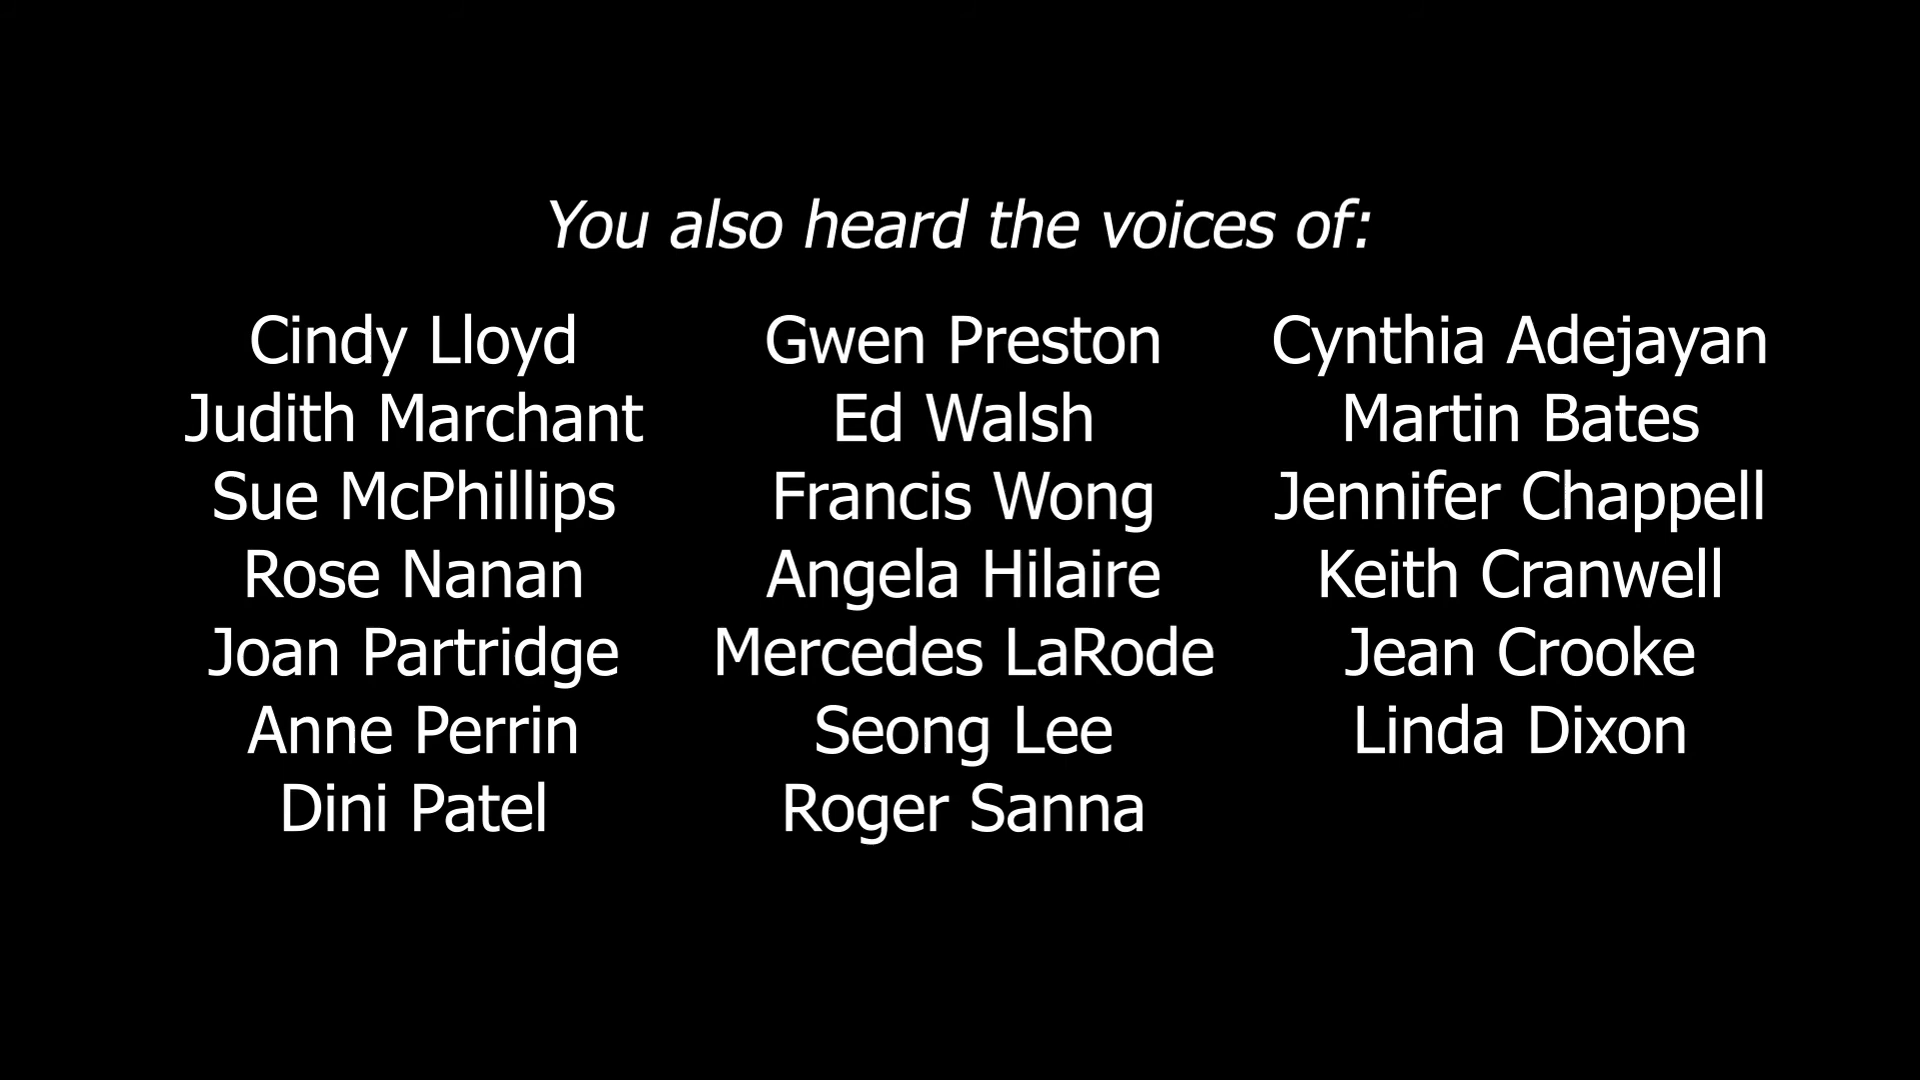 You also heard the voices of:
Cindy Lloyd
Judith Marchant
Sue McPhillips
Rose Nanan
Joan Partridge
Anne Perrin
Dini Patel
Gwen Preston
Ed Walsh
Francis Wong
Angela Hilaire
Mercedes LaRode
Seong Lee
Roger Sanna
Cynthia Adejayan
Martin Bates
Jennifer Chappell
Keith Cranwell
Jean Crooke
Linda Dixon